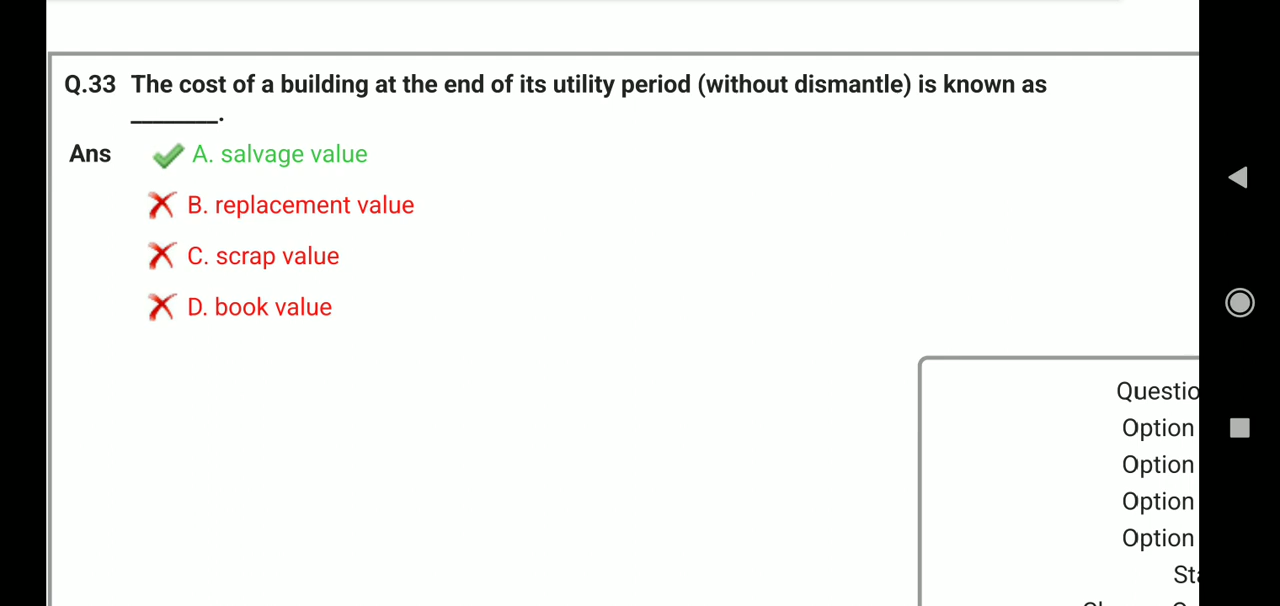 Q.33 The cost of a building at the end of its utility period (without dismantle) is known as
________.
Ans A. salvage value
B. replacement value
C. scrap value
D. book value
Option
Option
Option
Option